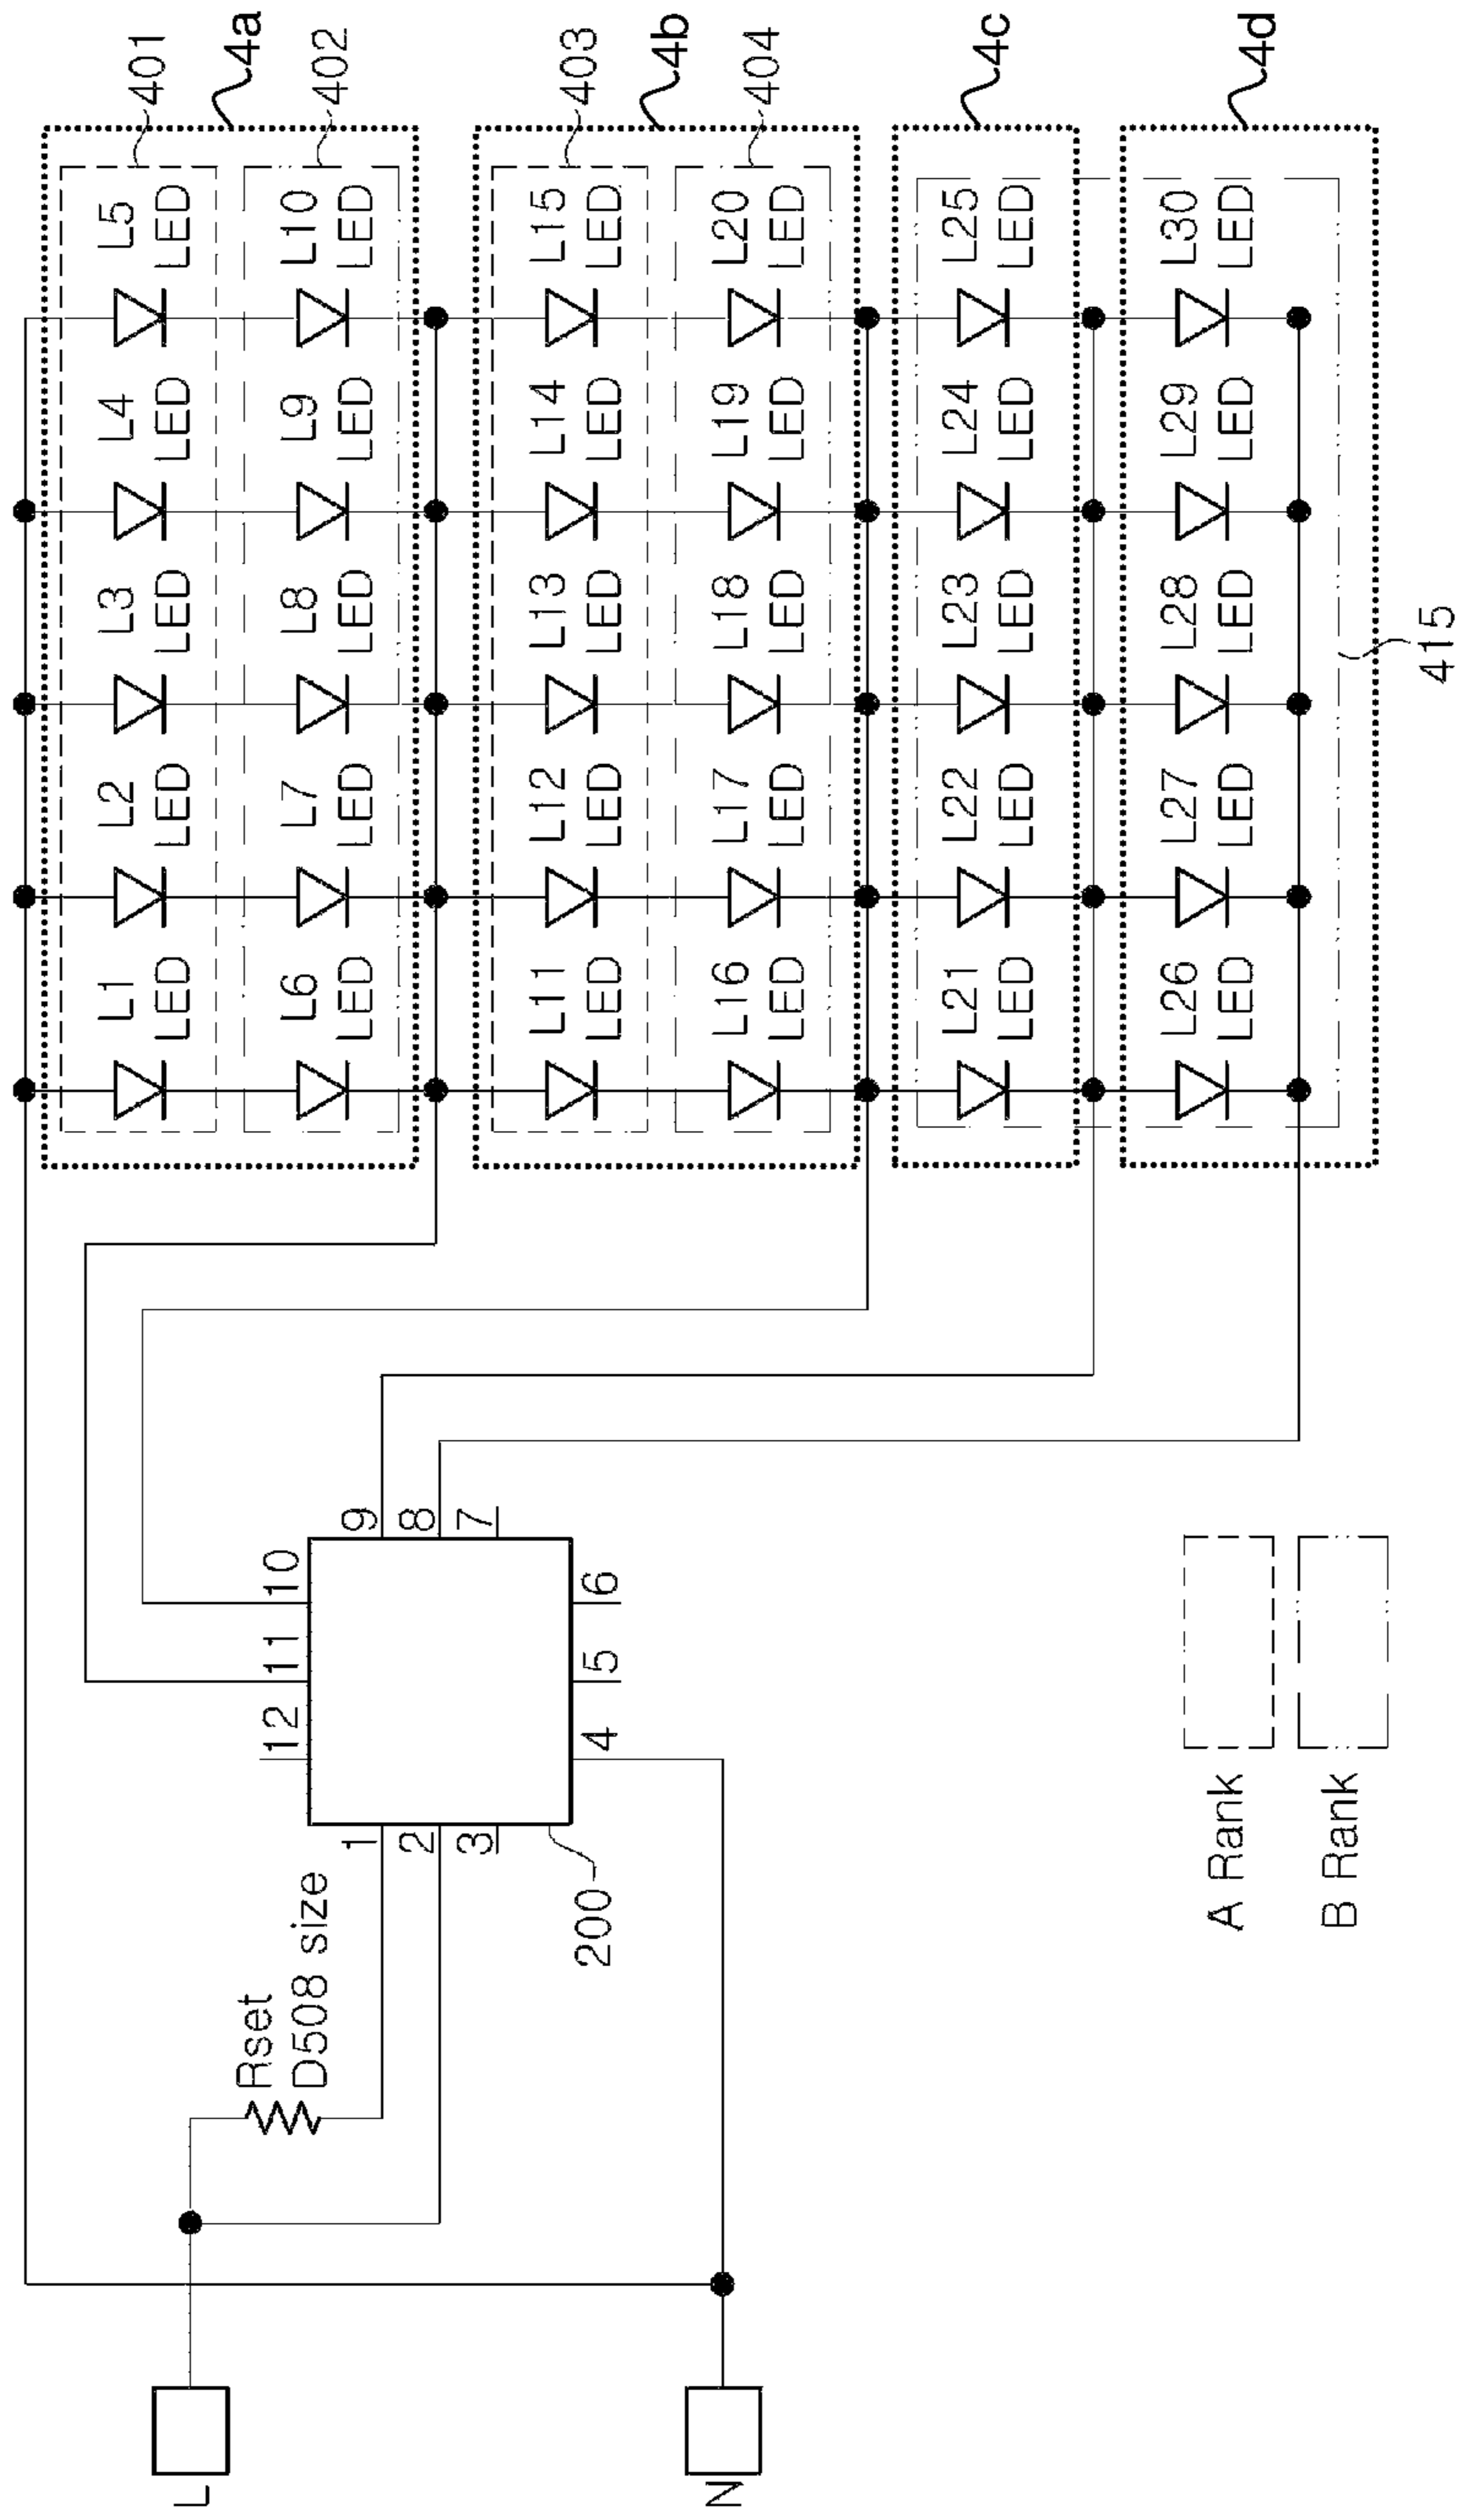 401
4a
402
403
4b
404
4c
4d
L1
LED
L2
LED
L3
LED
L4
LED
L5
LED
L6
LED
L7
LED
L8
LED
L9
LED
L10
LED
L11
LED
L12
LED
L13
LED
L14
LED
L15
LED
L16
LED
L17
LED
L18
LED
L19
LED
L20
LED
L21
LED
L22
LED
L23
LED
L24
LED
L25
LED
L26
LED
L27
LED
L28
LED
L29
LED
L30
LED
415
12
11
10
9
8
7
6
5
4
1
2
3
200
Rset
D508 size
A Rank
B Rank
L
N